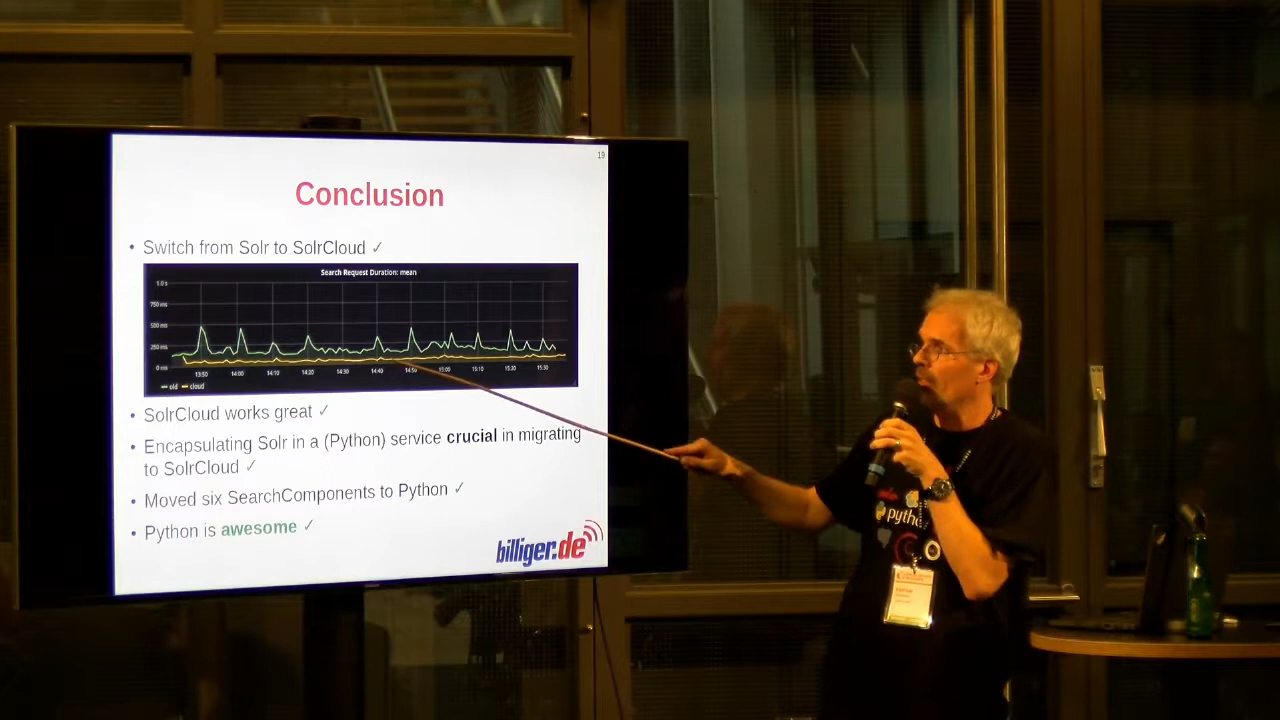 19
Conclusion
• Switch from Solr to SolrCloud ✓
Search Request Duration: mean
1.0 s
750 ms
500 ms
250 ms
0 ms
13:50 14:00 14:10 14:20 14:30 14:40 14:50 15:00 15:10 15:20 15:30
old cloud
• SolrCloud works great ✓
• Encapsulating Solr in a (Python) service crucial in migrating
to SolrCloud ✓
• Moved six SearchComponents to Python ✓
• Python is awesome ✓
billiger.de
pytho